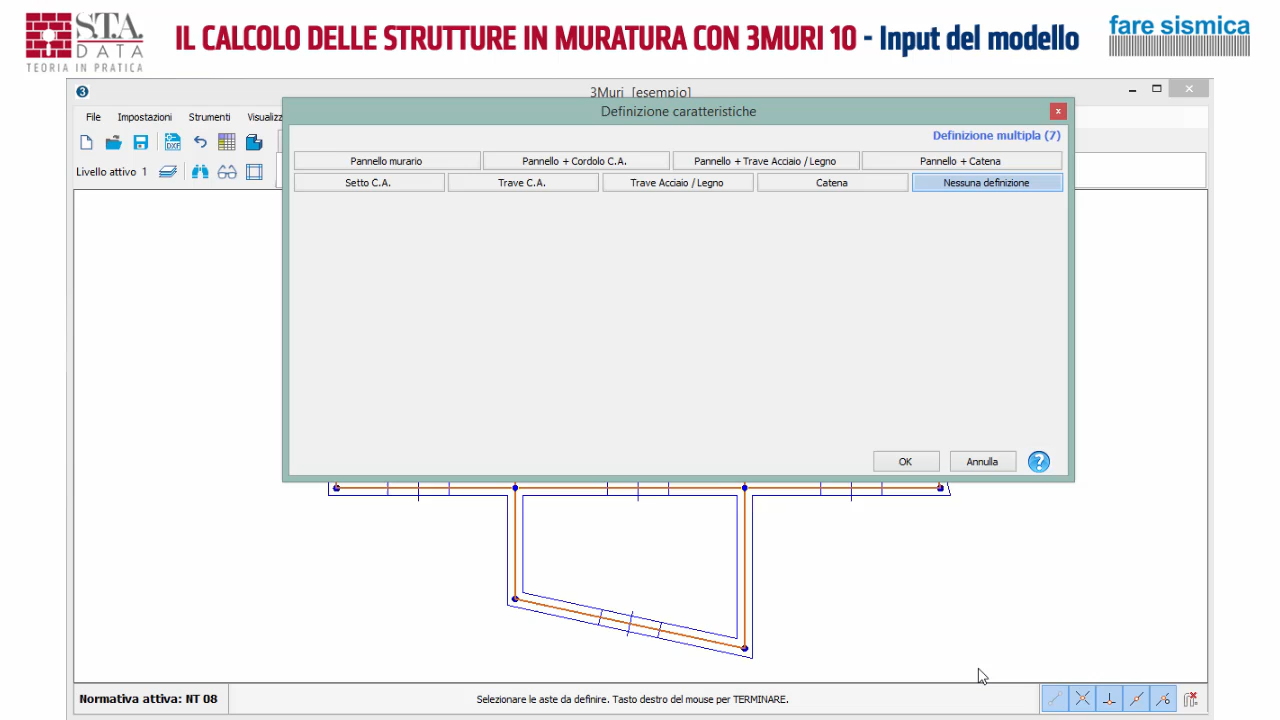 S.T.A. DATA
TEORIA IN PRATICA
IL CALCOLO DELLE STRUTTURE IN MURATURA CON 3MURI 10 - Input del modello
fare sismica
3Muri [esempio]
File Impostazioni Strumenti Visualizz
Livello attivo 1
Definizione caratteristiche
Definizione multipla (7)
Pannello murario Pannello + Cordolo C.A. Pannello + Trave Acciaio / Legno Pannello + Catena
Setto C.A. Trave C.A. Trave Acciaio / Legno Catena Nessuna definizione
OK Annulla ?
Normativa attiva: NT 08 Selezionare le aste da definire. Tasto destro del mouse per TERMINARE.